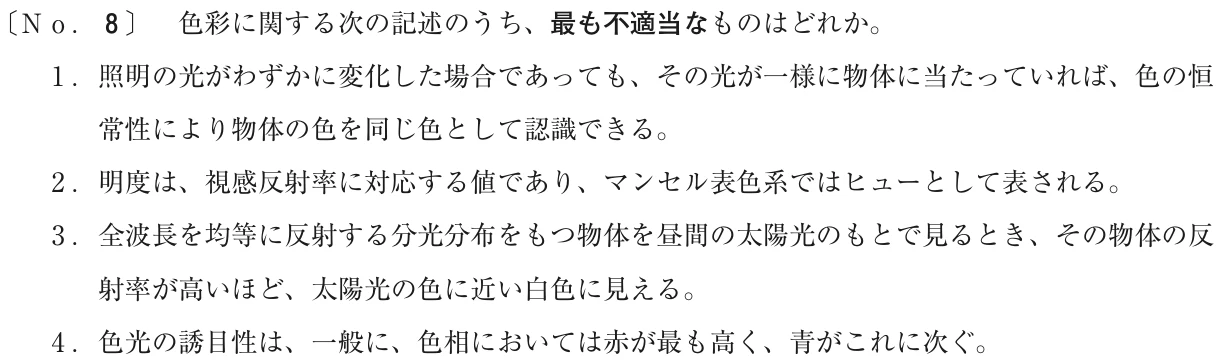 〔Ｎｏ．　8〕　色彩に関する次の記述のうち、最も不適当なものはどれか。
１．照明の光がわずかに変化した場合であっても、その光が一様に物体に当たっていれば、色の恒
常性により物体の色を同じ色として認識できる。
２．明度は、視感反射率に対応する値であり、マンセル表色系ではヒューとして表される。
３．全波長を均等に反射する分光分布をもつ物体を昼間の太陽光のもとで見るとき、その物体の反
射率が高いほど、太陽光の色に近い白色に見える。
４．色光の誘目性は、一般に、色相においては赤が最も高く、青がこれに次ぐ。